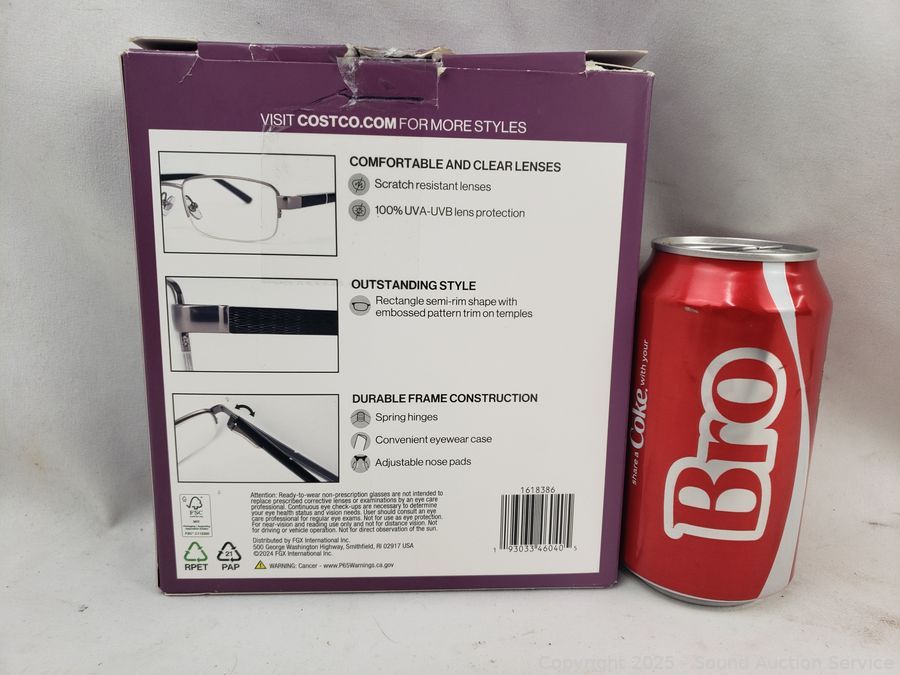 VISIT COSTCO.COM FOR MORE STYLES
COMFORTABLE AND CLEAR LENSES
Scratch resistant lenses
100% UVA-UVB lens protection
OUTSTANDING STYLE
Rectangle semi-rim shape with
embossed pattern trim on temples
DURABLE FRAME CONSTRUCTION
Spring hinges
Convenient eyewear case
Adjustable nose pads
Attention: Ready-to-wear non-prescription glasses are not intended to
replace prescribed corrective lenses or examinations by an eye care
professional. Continuous eye check-ups are necessary to determine
your eye health status and vision needs. User should consult an eye
care professional for regular eye exams. Not for use as eye protection.
For near-vision and reading use only and not for distance vision. Not
for driving or vehicle operation. Not for direct observation of the sun.
Distributed by FGX International Inc.
500 George Washington Highway, Smithfield, RI 02917 USA
©2024 FGX International Inc.
WARNING: Cancer - www.P65Warnings.ca.gov
FSC
MIX
RPET
21
PAP
1618386
1 93033 46040 5
share a Coke with your
Bro
Copyright 2025 - Sound Auction Service